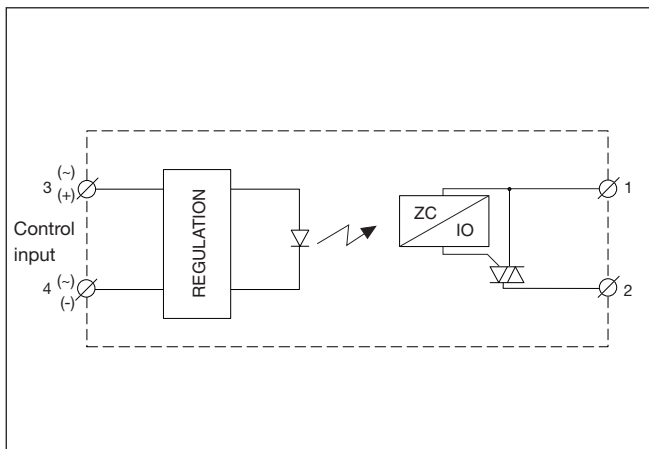 3 (~)
(+)
Control
input
4 (~)
(-)
REGULATION
ZC
IO
1
2